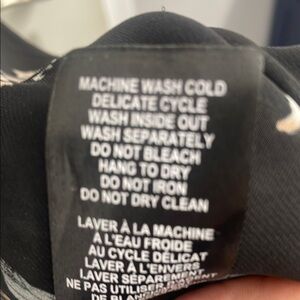 MACHINE WASH COLD
DELICATE CYCLE
WASH INSIDE OUT
WASH SEPARATELY
DO NOT BLEACH
HANG TO DRY
DO NOT IRON
DO NOT DRY CLEAN
LAVER À LA MACHINE
À L'EAU FROIDE
AU CYCLE DÉLICAT
LAVER À L'ENVERS
LAVER SÉPARÉMENT
NE PAS UTILISER
DE